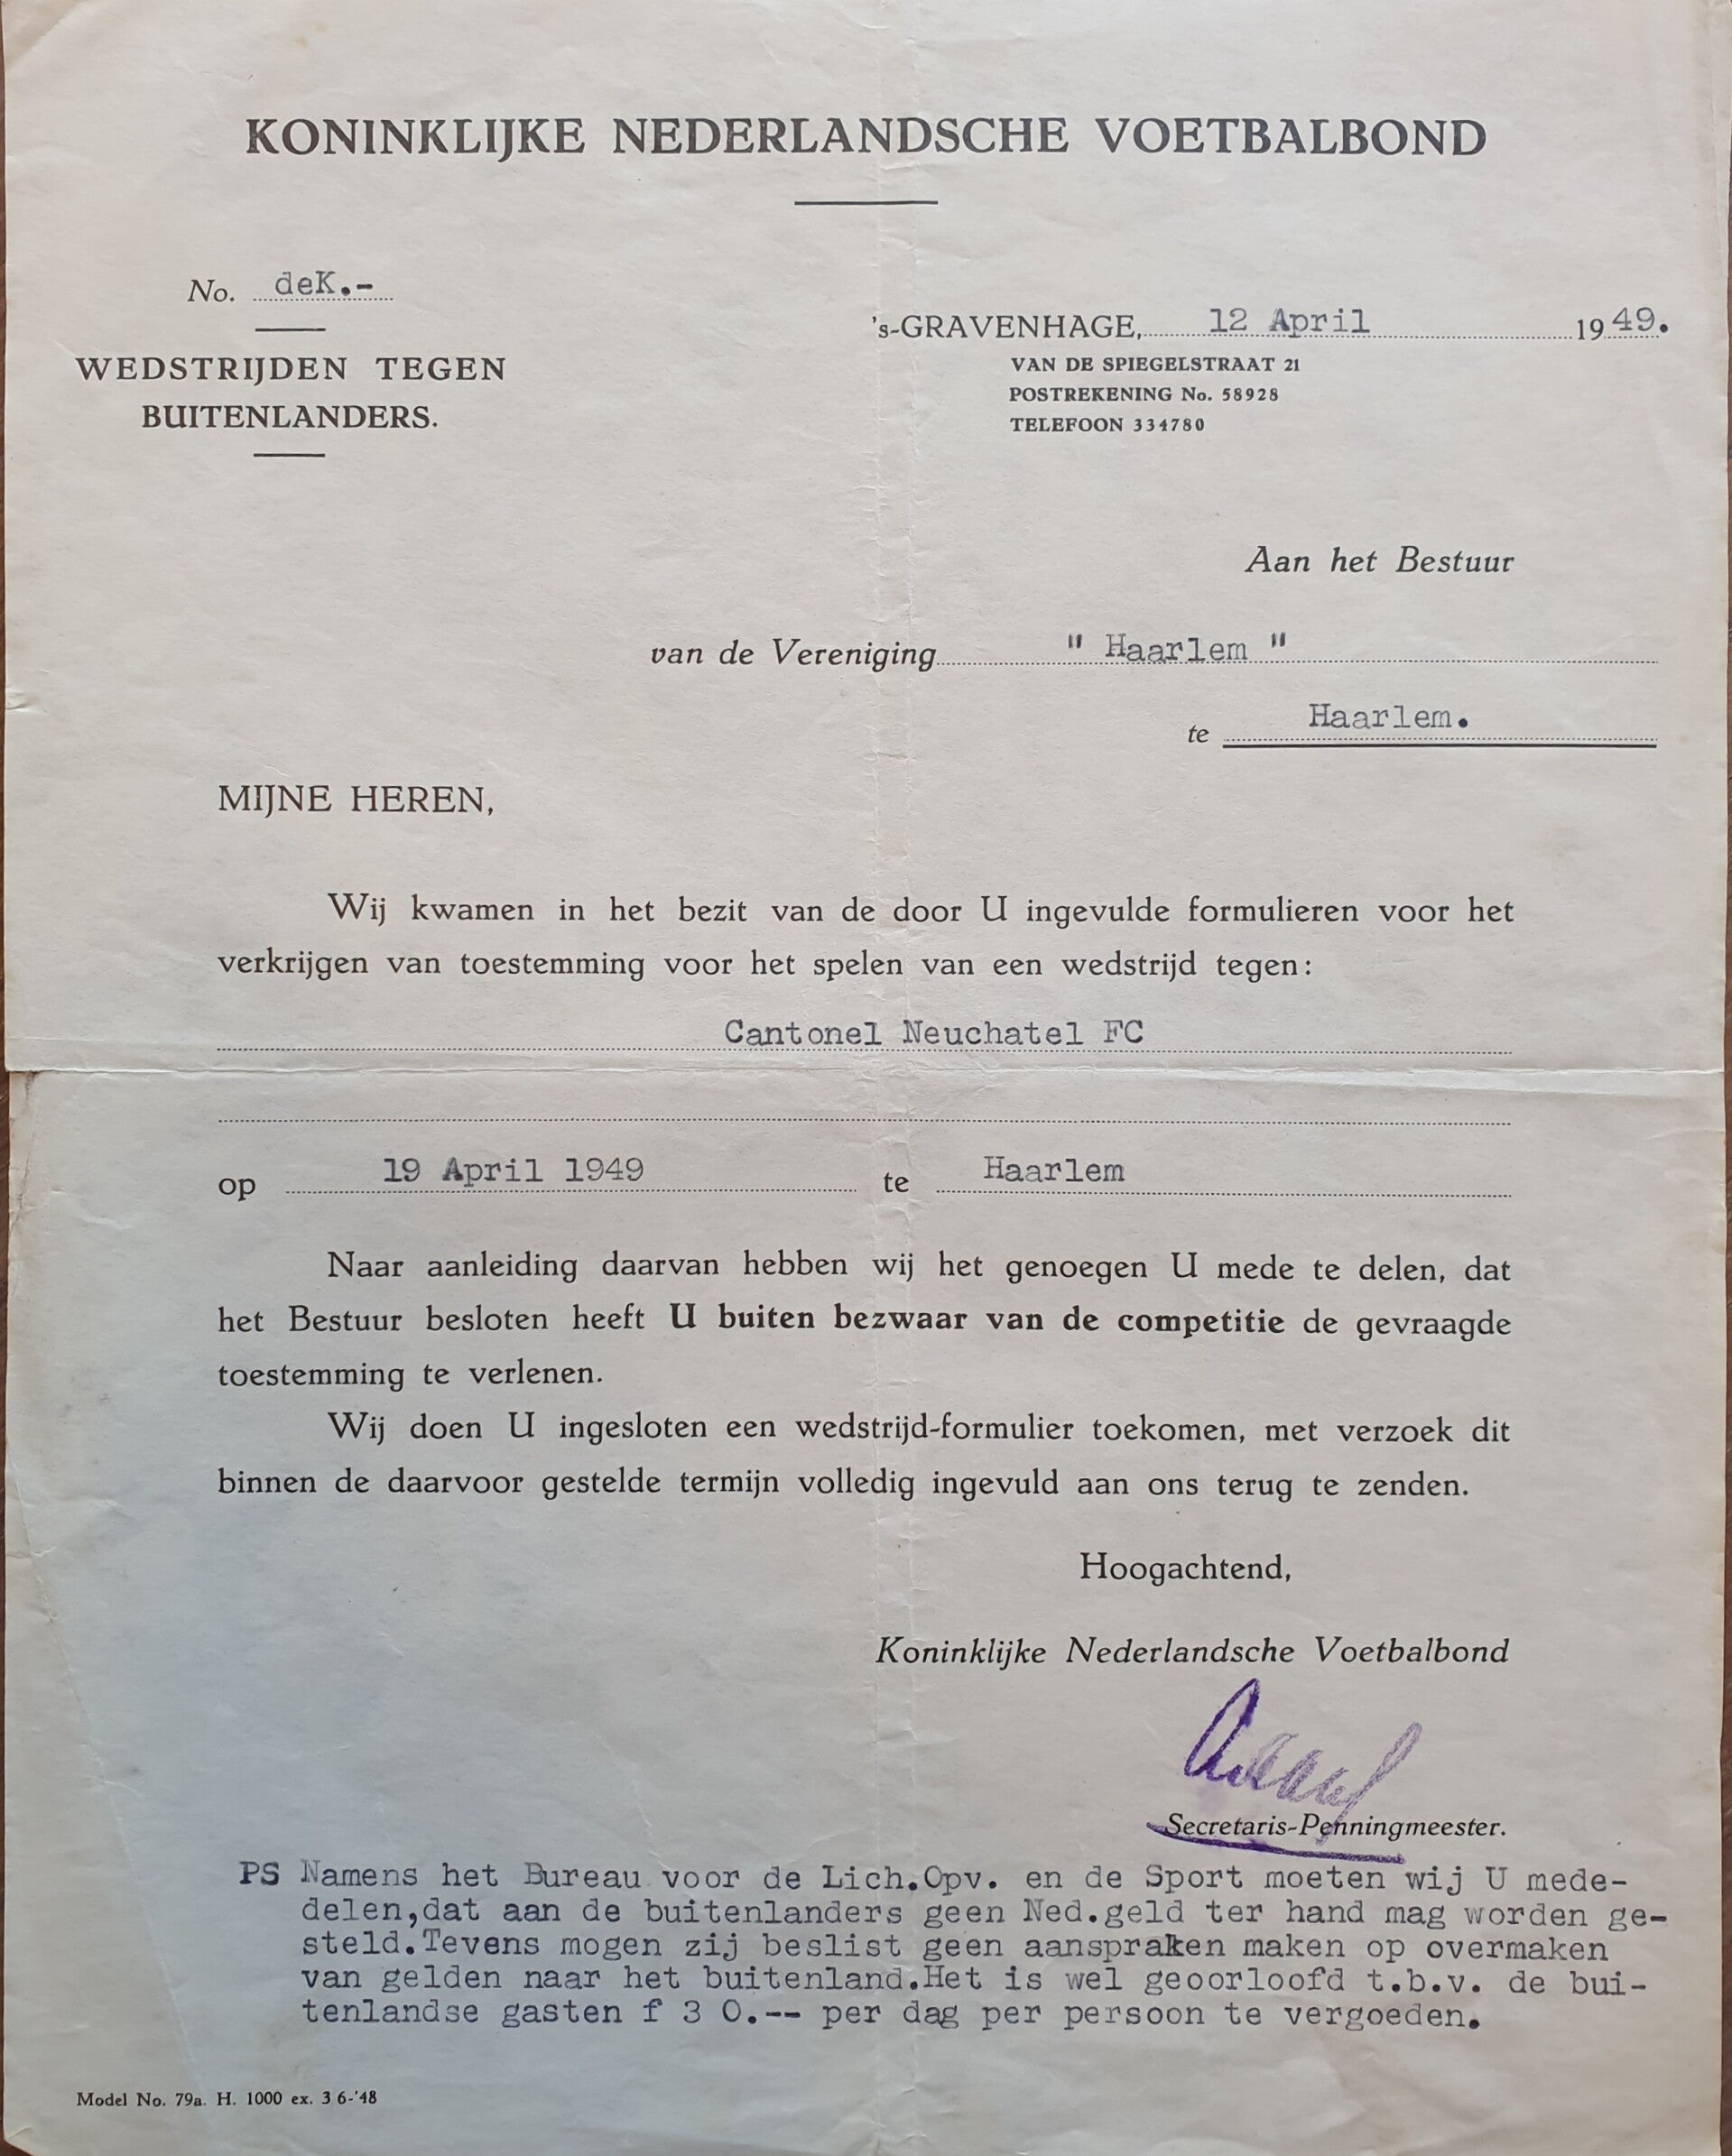 KONINKLIJKE NEDERLANDSCHE VOETBALBOND
No. deK.-
's-GRAVENHAGE, 12 April 1949.
WEDSTRIJDEN TEGEN
BUITENLANDERS.
VAN DE SPIEGELSTRAAT 21
POSTREKENING No. 58928
TELEFOON 334780
Aan het Bestuur
van de Vereniging " Haarlem "
te Haarlem.
MIJNE HEREN,
Wij kwamen in het bezit van de door U ingevulde formulieren voor het
verkrijgen van toestemming voor het spelen van een wedstrijd tegen:
Cantonel Neuchatel FC
op 19 April 1949 te Haarlem
Naar aanleiding daarvan hebben wij het genoegen U mede te delen, dat
het Bestuur besloten heeft U buiten bezwaar van de competitie de gevraagde
toestemming te verlenen.
Wij doen U ingesloten een wedstrijd-formulier toekomen, met verzoek dit
binnen de daarvoor gestelde termijn volledig ingevuld aan ons terug te zenden.
Hoogachtend,
Koninklijke Nederlandsche Voetbalbond
Secretaris-Penningmeester.
PS Namens het Bureau voor de Lich.Opv. en de Sport moeten wij U mede-
delen,dat aan de buitenlanders geen Ned.geld ter hand mag worden ge-
steld.Tevens mogen zij beslist geen aanspraken maken op overmaken
van gelden naar het buitenland.Het is wel geoorloofd t.b.v. de bui-
tenlandse gasten f 3 0.-- per dag per persoon te vergoeden.
Model No. 79a. H. 1000 ex. 3 6-'48